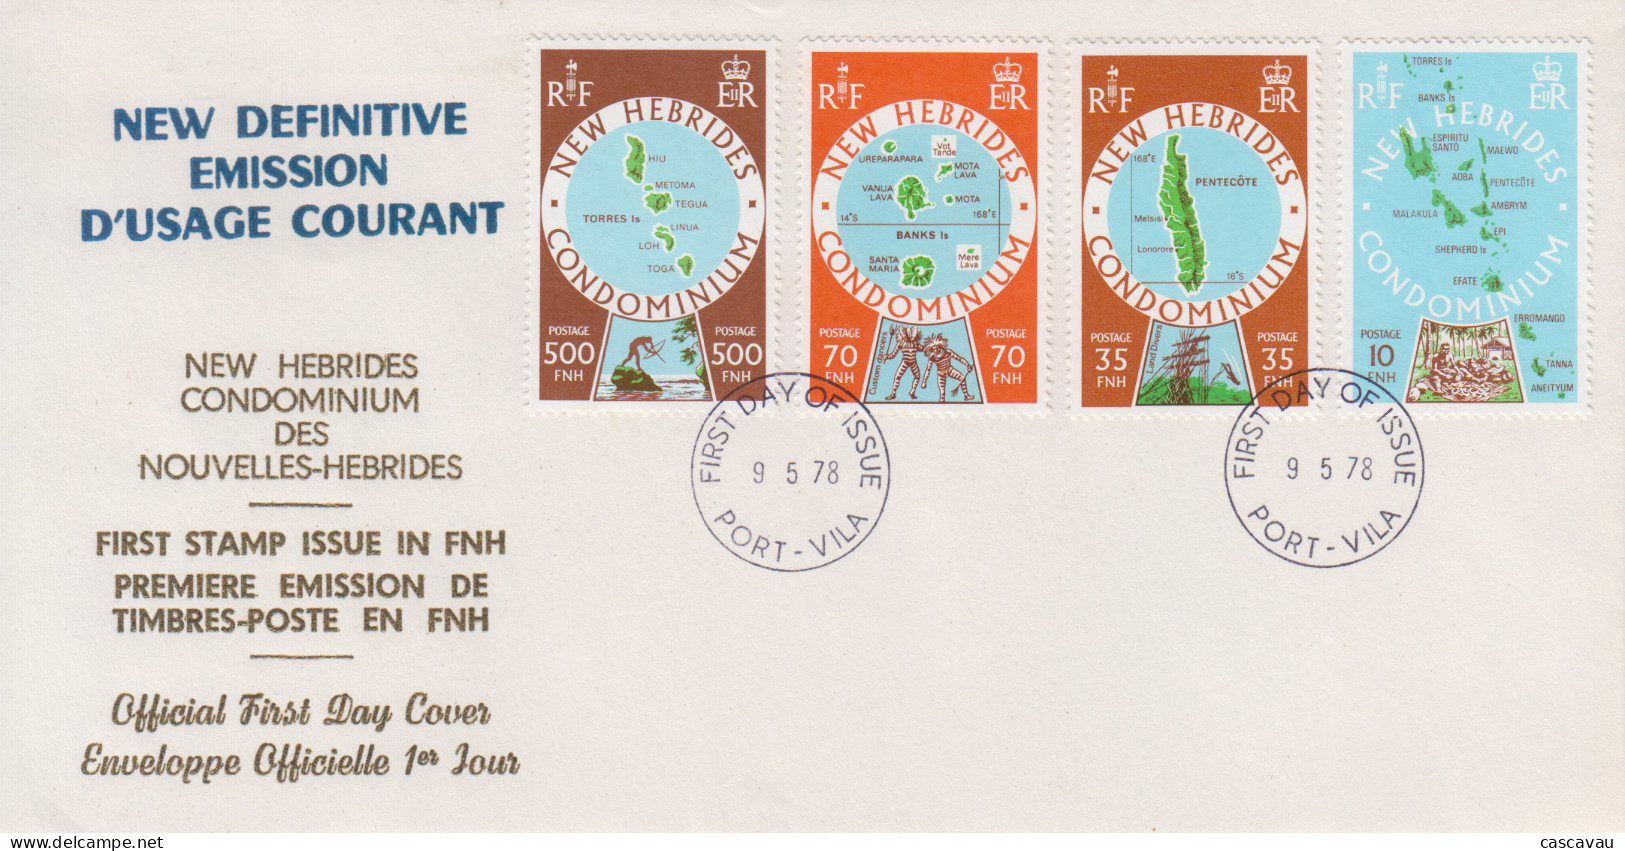 NEW DEFINITIVE
EMISSION
D'USAGE COURANT
NEW HEBRIDES
CONDOMINIUM
DES
NOUVELLES-HEBRIDES
FIRST STAMP ISSUE IN FNH
PREMIERE EMISSION DE
TIMBRES-POSTE EN FNH
Official First Day Cover
Enveloppe Officielle 1er Jour
RF EIIR
NEW HEBRIDES
HIU
METOMA
TEGUA
TORRES Is
LINUA
LOH
TOGA
CONDOMINIUM
POSTAGE POSTAGE
500 500
FNH FNH
RF EIIR
NEW HEBRIDES
UREPARAPARA
Vot
Tande
MOTA
LAVA
VANUA
LAVA
MOTA
14°S 168°E
BANKS Is
SANTA
MARIA
Mere
Lava
CONDOMINIUM
POSTAGE POSTAGE
70 70
FNH FNH
Custom dancers
RF EIIR
NEW HEBRIDES
168°E
PENTECÔTE
Melsisi
Lonorore
16°S
CONDOMINIUM
POSTAGE POSTAGE
35 35
FNH FNH
Land Divers
TORRES Is
RF EIIR
BANKS Is
NEW HEBRIDES
ESPIRITU
SANTO
MAEWO
AOBA
PENTECÔTE
MALAKULA
AMBRYM
EPI
SHEPHERD Is
EFATE
CONDOMINIUM
ERROMANGO
POSTAGE
10
FNH
TANNA
ANEITYUM
FIRST DAY OF ISSUE
9 5 78
PORT-VILA
FIRST DAY OF ISSUE
9 5 78
PORT-VILA
cascavau